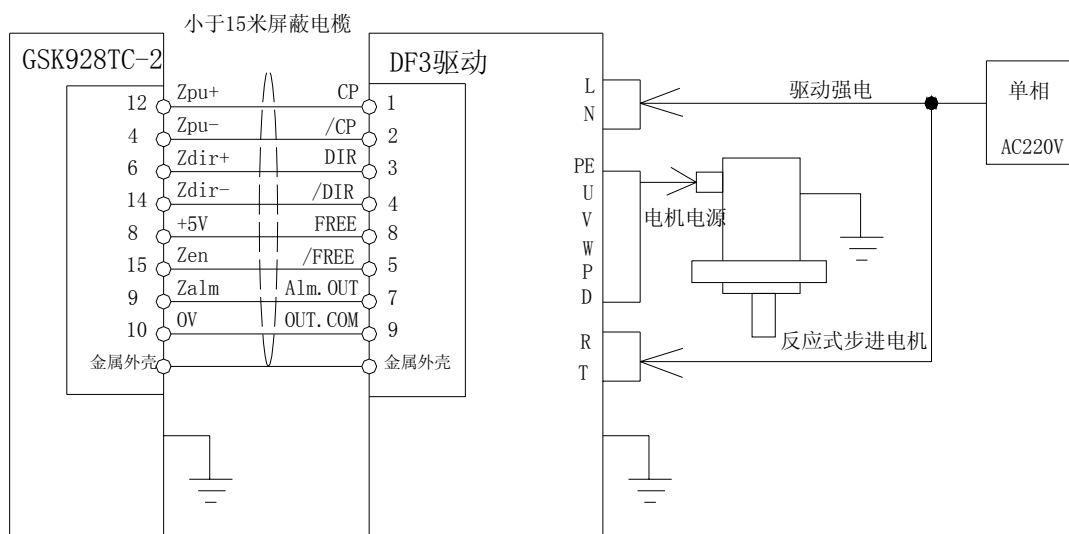 小于15米屏蔽电榄
GSK928TC-2
DF3驱动
12 Zpu+ CP 1
4 Zpu- /CP 2
6 Zdir+ DIR 3
14 Zdir- /DIR 4
8 +5V FREE 8
15 Zen /FREE 5
9 Zalm Alm.OUT 7
10 0V OUT.COM 9
金属外壳 金属外壳
L
N
PE
U
V
W
P
D
R
T
驱动强电
单相
AC220V
电机电源
反应式步进电机